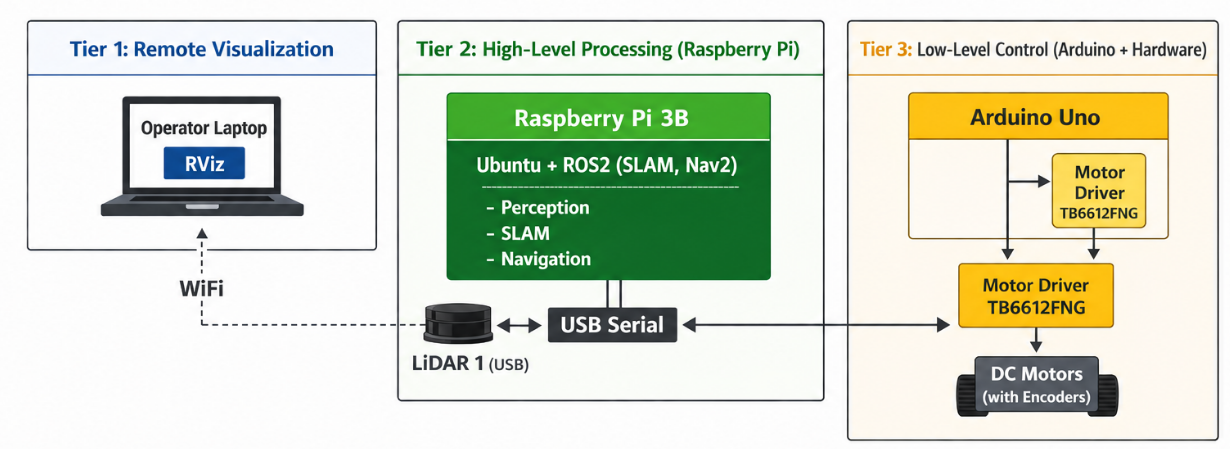 Tier 1: Remote Visualization
Operator Laptop
RViz
WiFi
Tier 2: High-Level Processing (Raspberry Pi)
Raspberry Pi 3B
Ubuntu + ROS2 (SLAM, Nav2)
- Perception
- SLAM
- Navigation
USB Serial
LiDAR 1 (USB)
Tier 3: Low-Level Control (Arduino + Hardware)
Arduino Uno
Motor
Driver
TB6612FNG
Motor Driver
TB6612FNG
DC Motors
(with Encoders)